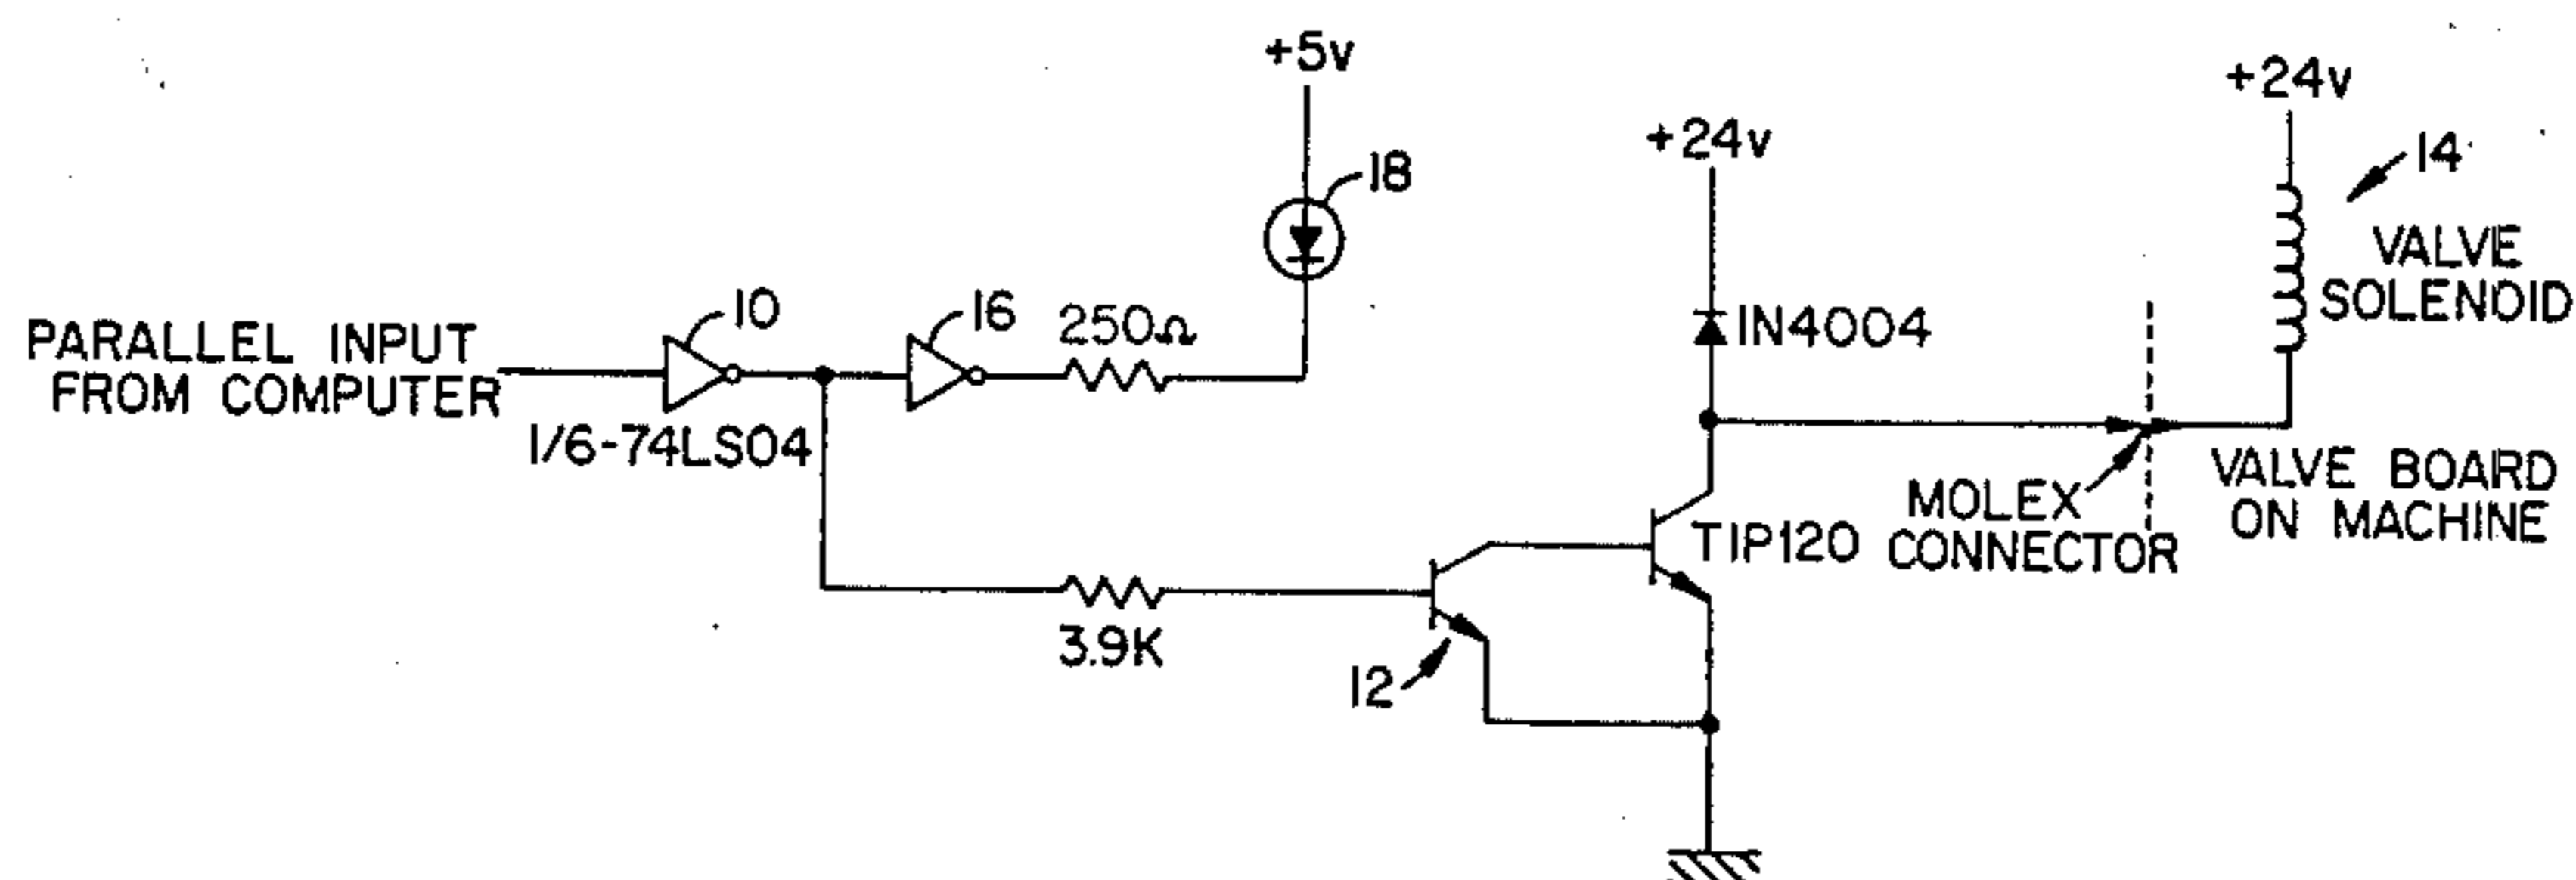 +5v
+24v
+24v
14
18
VALVE
SOLENOID
IN4004
10
16
250Ω
PARALLEL INPUT
FROM COMPUTER
1/6-74LS04
MOLEX
CONNECTOR
VALVE BOARD
ON MACHINE
TIP120
3.9K
12